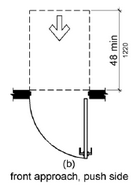 48 min
1220
(b)
front approach, push side